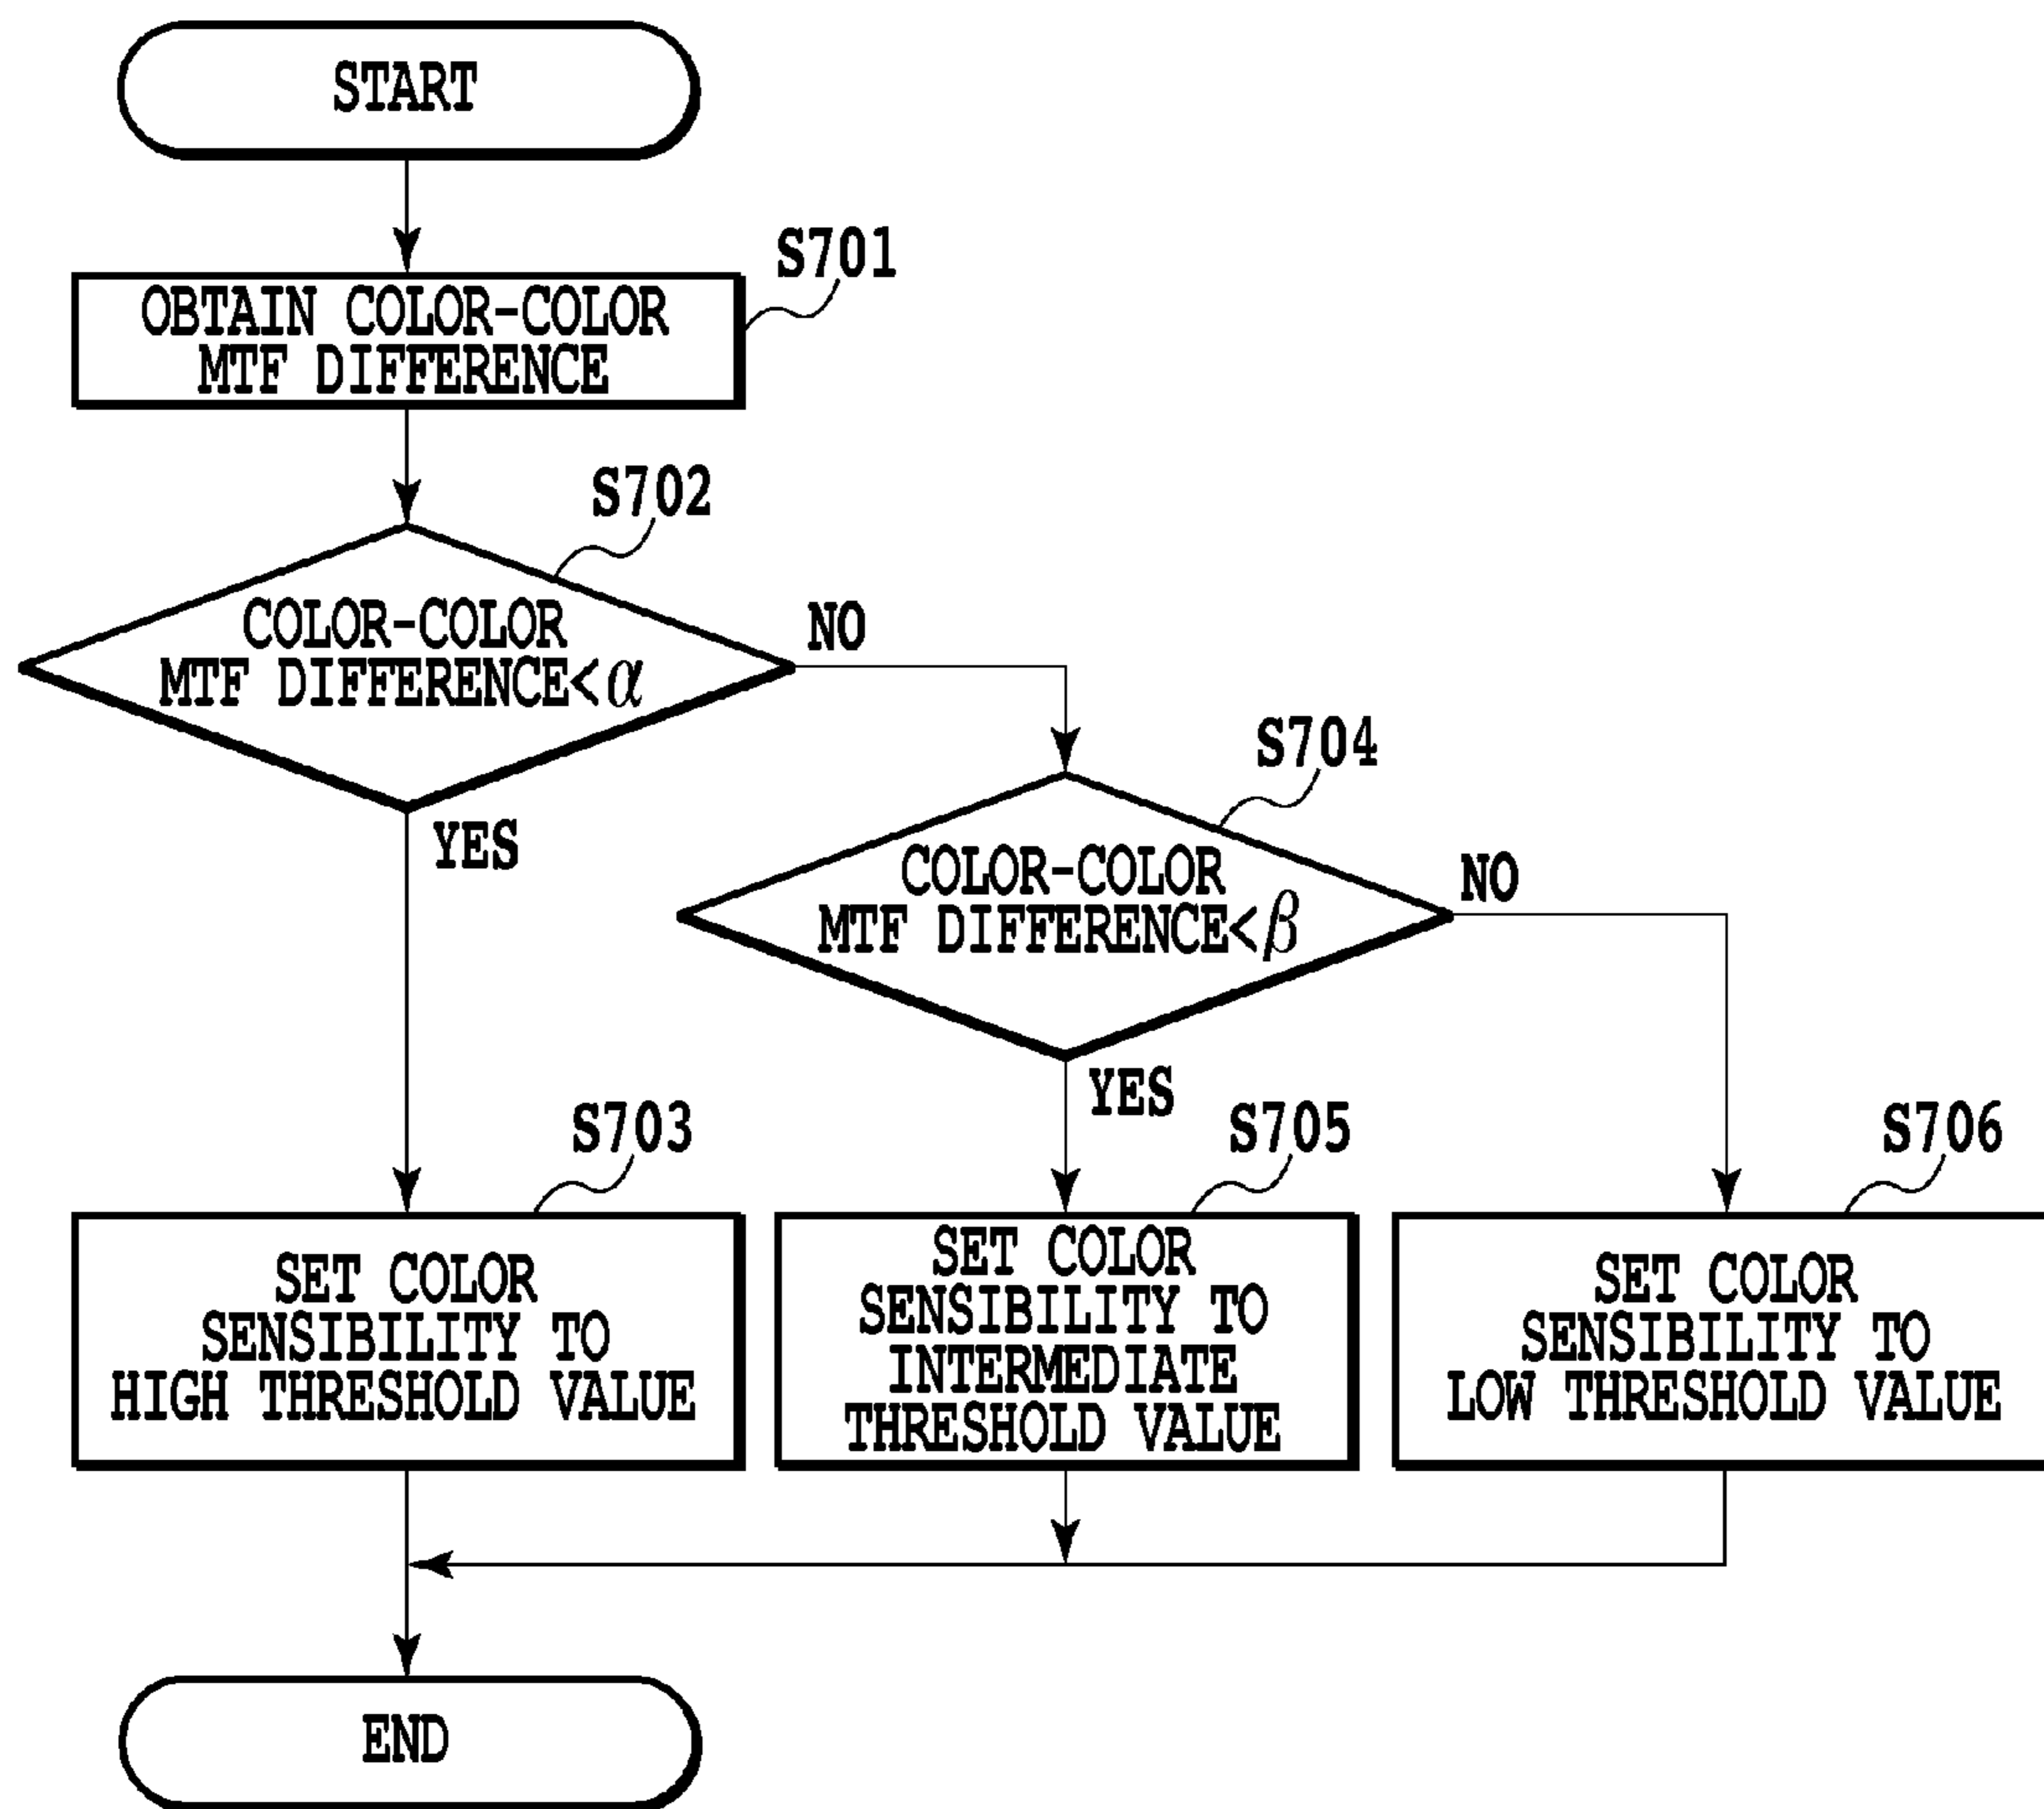 START
S701
OBTAIN COLOR-COLOR
MTF DIFFERENCE
S702
COLOR-COLOR
MTF DIFFERENCE<α
NO
YES
S704
COLOR-COLOR
MTF DIFFERENCE<β
NO
YES
S703
SET COLOR
SENSIBILITY TO
HIGH THRESHOLD VALUE
S705
SET COLOR
SENSIBILITY TO
INTERMEDIATE
THRESHOLD VALUE
S706
SET COLOR
SENSIBILITY TO
LOW THRESHOLD VALUE
END